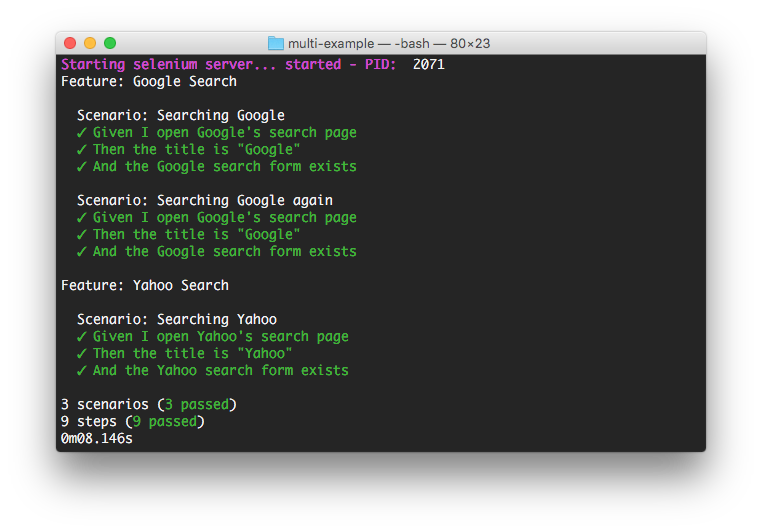 multi-example — -bash — 80×23
Starting selenium server... started - PID:  2071
Feature: Google Search
Scenario: Searching Google
✓ Given I open Google's search page
✓ Then the title is "Google"
✓ And the Google search form exists
Scenario: Searching Google again
✓ Given I open Google's search page
✓ Then the title is "Google"
✓ And the Google search form exists
Feature: Yahoo Search
Scenario: Searching Yahoo
✓ Given I open Yahoo's search page
✓ Then the title is "Yahoo"
✓ And the Yahoo search form exists
3 scenarios (3 passed)
9 steps (9 passed)
0m08.146s